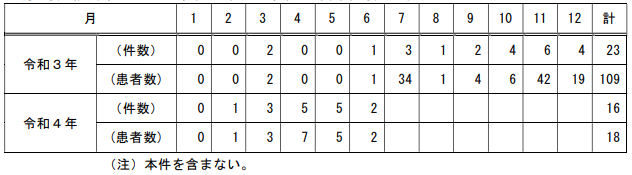 月 1 2 3 4 5 6 7 8 9 10 11 12 計
令和３年 （件数） 0 0 2 0 0 1 3 1 2 4 6 4 23
（患者数） 0 0 2 0 0 1 34 1 4 6 42 19 109
令和４年 （件数） 0 1 3 5 5 2 16
（患者数） 0 1 3 7 5 2 18
（注）本件を含まない。